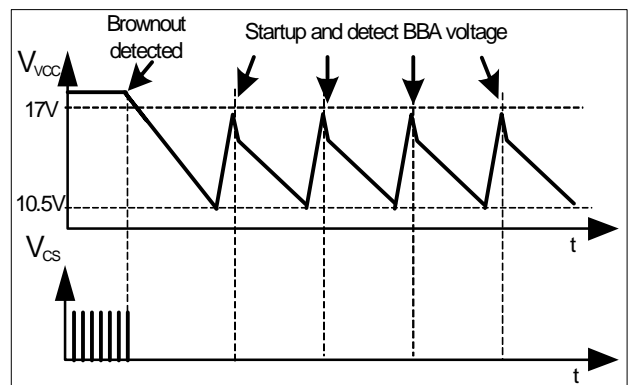 Brownout
detected
Startup and detect BBA voltage
VVCC
17V
10.5V
t
VCS
t